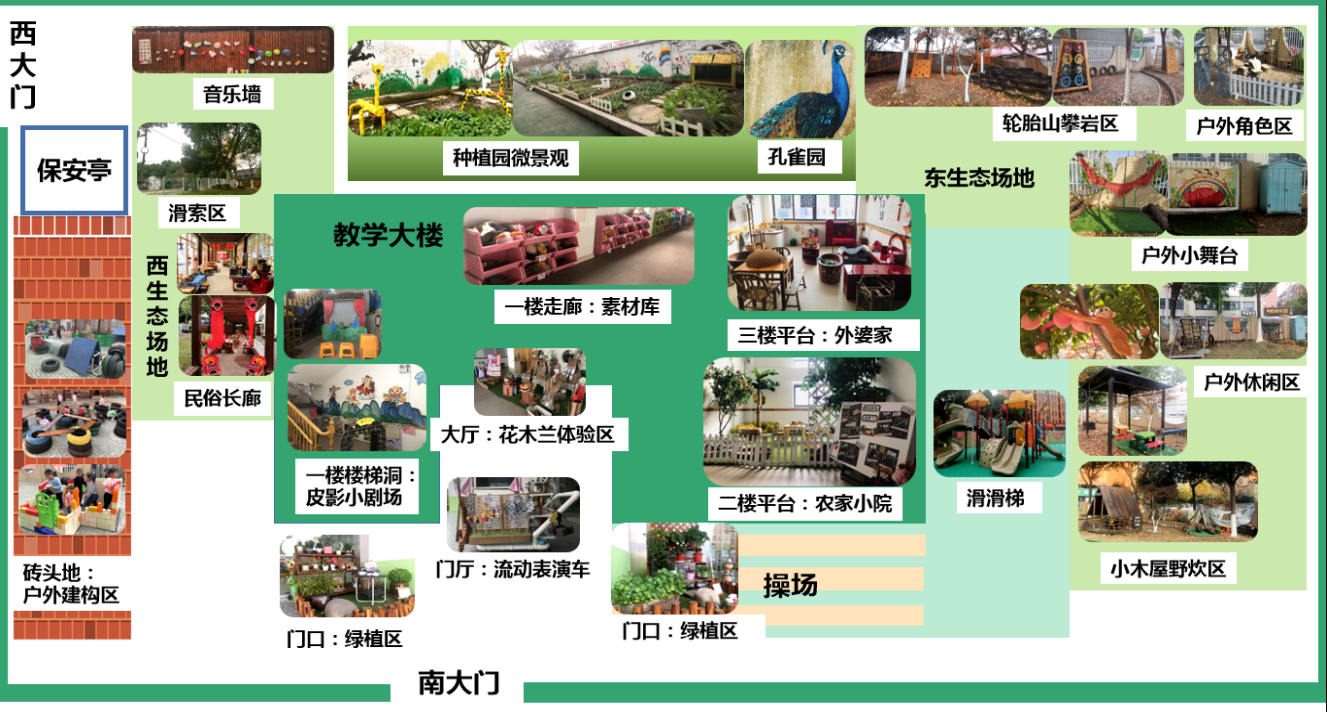 西大门
音乐墙
种植园微景观
孔雀园
轮胎山攀岩区
户外角色区
保安亭
滑索区
东生态场地
教学大楼
户外小舞台
西生态场地
一楼走廊：素材库
三楼平台：外婆家
民俗长廊
户外休闲区
大厅：花木兰体验区
一楼楼梯洞：
皮影小剧场
二楼平台：农家小院
滑滑梯
砖头地：
户外建构区
门厅：流动表演车
操场
小木屋野炊区
门口：绿植区
门口：绿植区
南大门